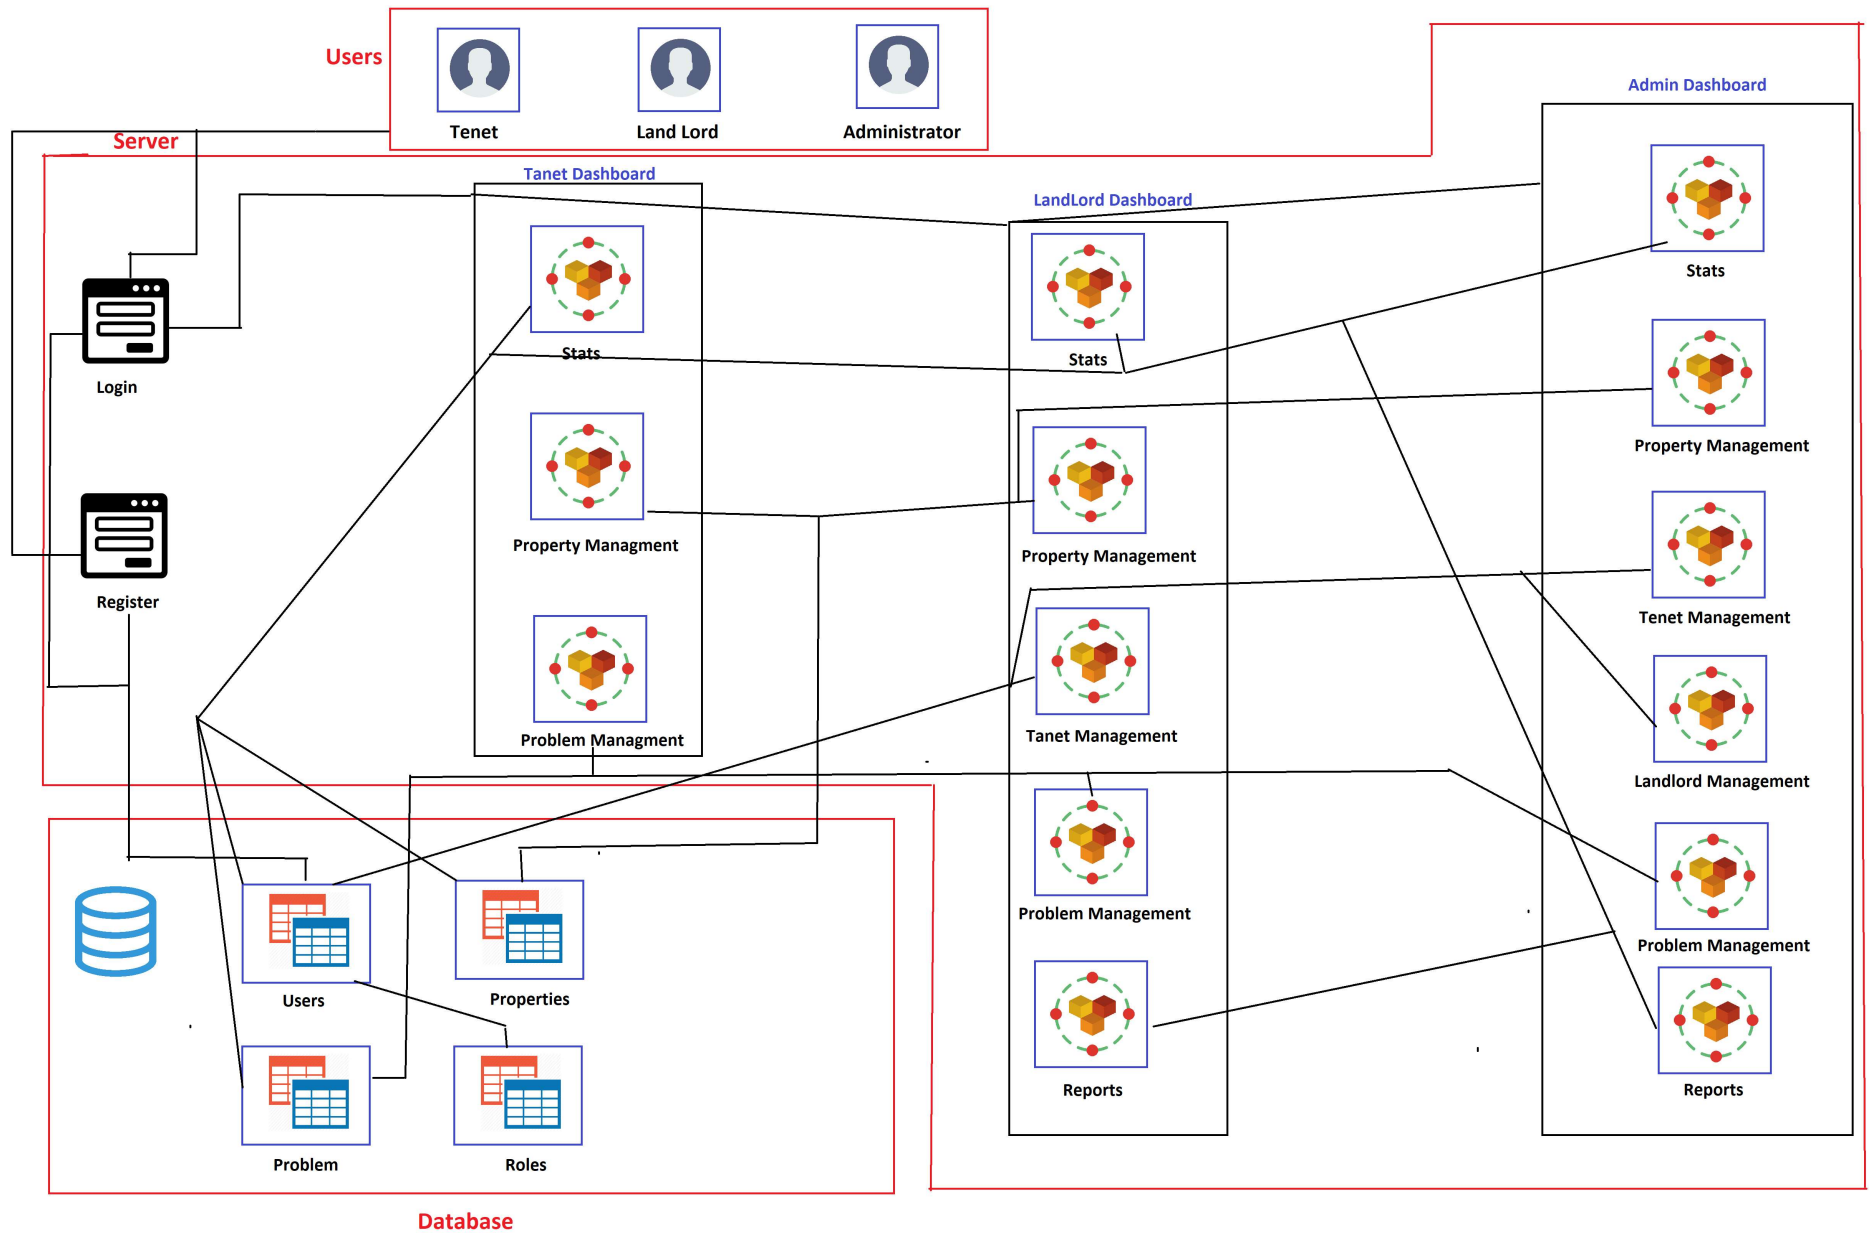 Users
Tenet
Land Lord
Administrator
Server
Login
Register
Tanet Dashboard
Stats
Property Managment
Problem Managment
LandLord Dashboard
Stats
Property Management
Tanet Management
Problem Management
Reports
Admin Dashboard
Stats
Property Management
Tenet Management
Landlord Management
Problem Management
Reports
Users
Properties
Problem
Roles
Database